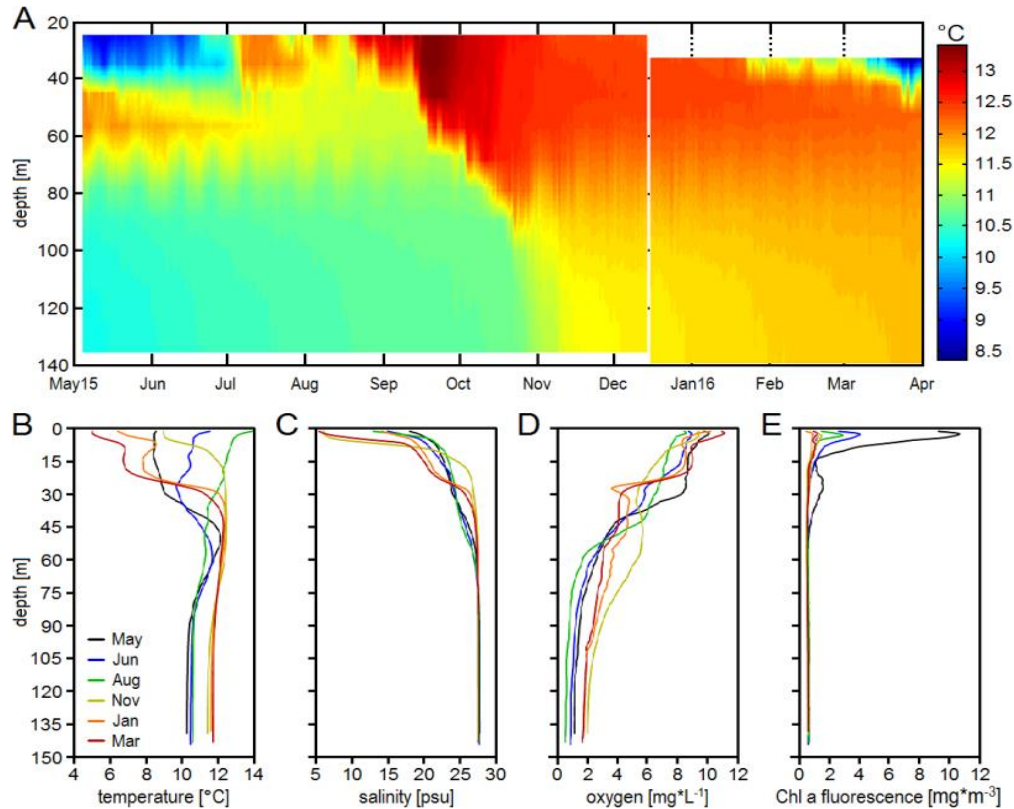 A
°C
20
40
60
80
100
120
140
depth [m]
13
12.5
12
11.5
11
10.5
10
9.5
9
8.5
May15 Jun Jul Aug Sep Oct Nov Dec Jan16 Feb Mar Apr
B C D E
0
15
30
45
60
75
90
105
120
135
150
depth [m]
May
Jun
Aug
Nov
Jan
Mar
4 6 8 10 12 14
temperature [°C]
5 10 15 20 25 30
salinity [psu]
0 2 4 6 8 10 12
oxygen [mg*L⁻¹]
0 2 4 6 8 10 12
Chl a fluorescence [mg*m⁻³]